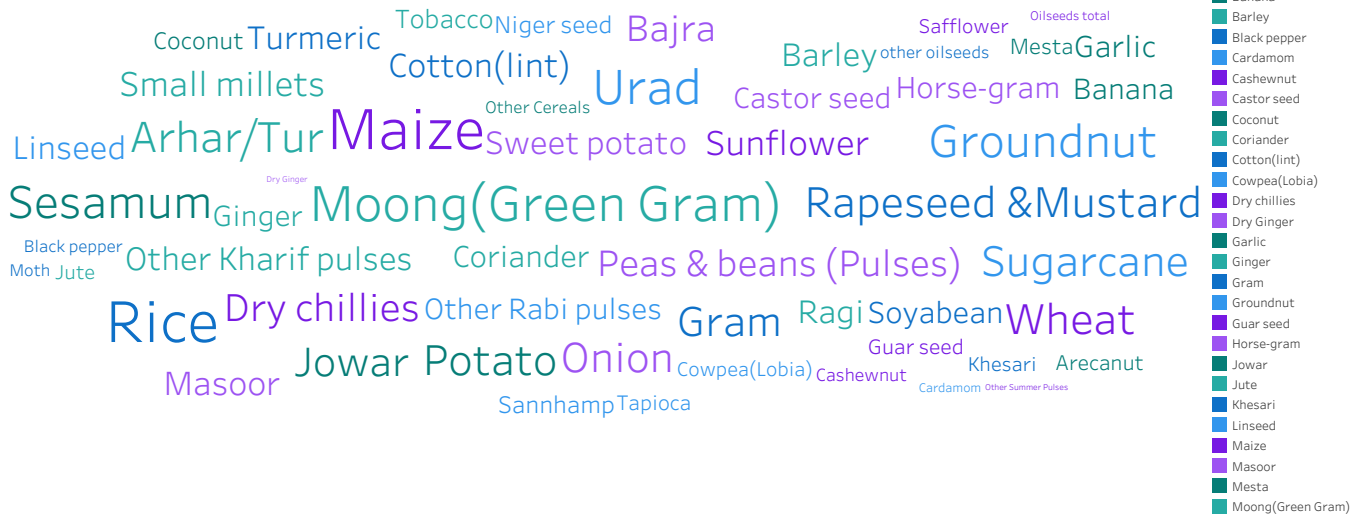 Tobacco Niger seed Bajra Safflower Oilseeds total
Coconut Turmeric Cotton(lint) Barley other oilseeds Mesta Garlic
Small millets Other Cereals Urad Castor seed Horse-gram Banana
Linseed Arhar/Tur Maize Sweet potato Sunflower Groundnut
Dry Ginger
Sesamum Ginger Moong(Green Gram) Rapeseed &Mustard
Black pepper
Moth Jute Other Kharif pulses Coriander Peas & beans (Pulses) Sugarcane
Rice Dry chillies Other Rabi pulses Gram Ragi Soyabean Wheat
Jowar Potato Onion Cowpea(Lobia) Guar seed Khesari Arecanut
Masoor Cashewnut Cardamom Other Summer Pulses
Sannhamp Tapioca
Barley
Black pepper
Cardamom
Cashewnut
Castor seed
Coconut
Coriander
Cotton(lint)
Cowpea(Lobia)
Dry chillies
Dry Ginger
Garlic
Ginger
Gram
Groundnut
Guar seed
Horse-gram
Jowar
Jute
Khesari
Linseed
Maize
Masoor
Mesta
Moong(Green Gram)